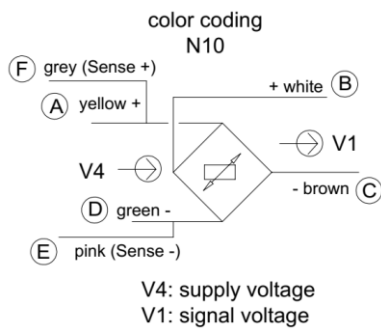 color coding
N10
F grey (Sense +)
+ white B
A yellow +
V1
V4
- brown C
D green -
E pink (Sense -)
V4: supply voltage
V1: signal voltage